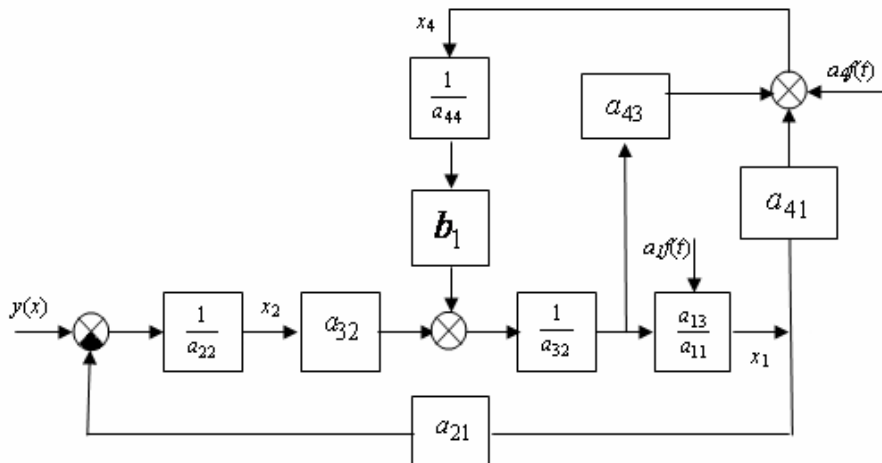 x4
1
a44
a43
a4f(t)
a41
b1
a1f(t)
y(x)
1
a22
x2
a32
1
a32
a13
a11
x1
a21